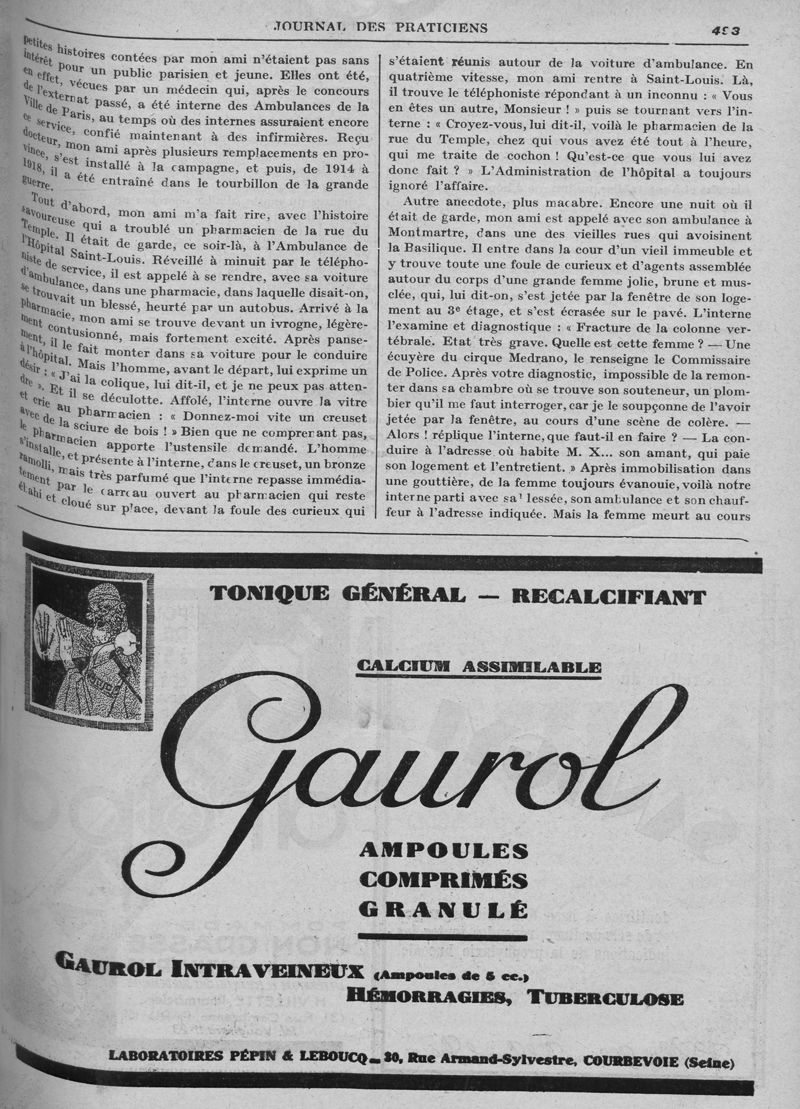 JOURNAL DES PRATICIENS
493
petites histoires contées par mon ami n'étaient pas sans
intérêt pour un public parisien et jeune. Elles ont été,
en effet, vécues par un médecin qui, après le concours
de l'externat passé, a été interne des Ambulances de la
Ville de Paris, au temps où des internes assuraient encore
ce service, confié maintenant à des infirmières. Reçu
docteur, mon ami après plusieurs remplacements en pro-
vince, s'est installé à la campagne, et puis, de 1914 à
1918, il a été entraîné dans le tourbillon de la grande
guerre.
Tout d'abord, mon ami m'a fait rire, avec l'histoire
savoureuse qui a troublé un pharmacien de la rue du
Temple. Il était de garde, ce soir-là, à l'Ambulance de
l'Hôpital Saint-Louis. Réveillé à minuit par le télépho-
niste de service, il est appelé à se rendre, avec sa voiture
d'ambulance, dans une pharmacie, dans laquelle disait-on,
se trouvait un blessé, heurté par un autobus. Arrivé à la
pharmacie, mon ami se trouve devant un ivrogne, légère-
ment contusionné, mais fortement excité. Après panse-
ment, il le fait monter dans sa voiture pour le conduire
à l'hôpital. Mais l'homme, avant le départ, lui exprime un
désir : « J'ai la colique, lui dit-il, et je ne peux pas atten-
dre ». Et il se déculotte. Affolé, l'interne ouvre la vitre
et crie au pharmacien : « Donnez-moi vite un creuset
avec de la sciure de bois ! » Bien que ne comprenant pas,
le pharmacien apporte l'ustensile demandé. L'homme
s'installe, et présente à l'interne, dans le creuset, un bronze
ramolli, mais très parfumé que l'interne repasse immédia-
tement par le carreau ouvert au pharmacien qui reste
ébahi et cloué sur place, devant la foule des curieux qui
s'étaient réunis autour de la voiture d'ambulance. En
quatrième vitesse, mon ami rentre à Saint-Louis. Là,
il trouve le téléphoniste répondant à un inconnu : « Vous
en êtes un autre, Monsieur ! » puis se tournant vers l'in-
terne : « Croyez-vous, lui dit-il, voilà le pharmacien de la
rue du Temple, chez qui vous avez été tout à l'heure,
qui me traite de cochon ! Qu'est-ce que vous lui avez
donc fait ? » L'Administration de l'hôpital a toujours
ignoré l'affaire.
Autre anecdote, plus macabre. Encore une nuit où il
était de garde, mon ami est appelé avec son ambulance à
Montmartre, dans une des vieilles rues qui avoisinent
la Basilique. Il entre dans la cour d'un vieil immeuble et
y trouve toute une foule de curieux et d'agents assemblée
autour du corps d'une grande femme jolie, brune et mus-
clée, qui, lui dit-on, s'est jetée par la fenêtre de son loge-
ment au 3e étage, et s'est écrasée sur le pavé. L'interne
l'examine et diagnostique : « Fracture de la colonne ver-
tébrale. Etat très grave. Quelle est cette femme ? — Une
écuyère du cirque Medrano, le renseigne le Commissaire
de Police. Après votre diagnostic, impossible de la remon-
ter dans sa chambre où se trouve son souteneur, un plom-
bier qu'il me faut interroger, car je le soupçonne de l'avoir
jetée par la fenêtre, au cours d'une scène de colère. —
Alors ! réplique l'interne, que faut-il en faire ? — La con-
duire à l'adresse où habite M. X... son amant, qui paie
son logement et l'entretient. » Après immobilisation dans
une gouttière, de la femme toujours évanouie, voilà notre
interne parti avec sa blessée, son ambulance et son chauf-
feur à l'adresse indiquée. Mais la femme meurt au cours
TONIQUE GÉNÉRAL — RECALCIFIANT
CALCIUM ASSIMILABLE
Gaurol
AMPOULES
COMPRIMÉS
GRANULÉ
GAUROL INTRAVEINEUX (Ampoules de 5 cc.)
HÉMORRAGIES, TUBERCULOSE
LABORATOIRES PÉPIN & LEBOUCQ — 30, Rue Armand-Sylvestre, COURBEVOIE (Seine)